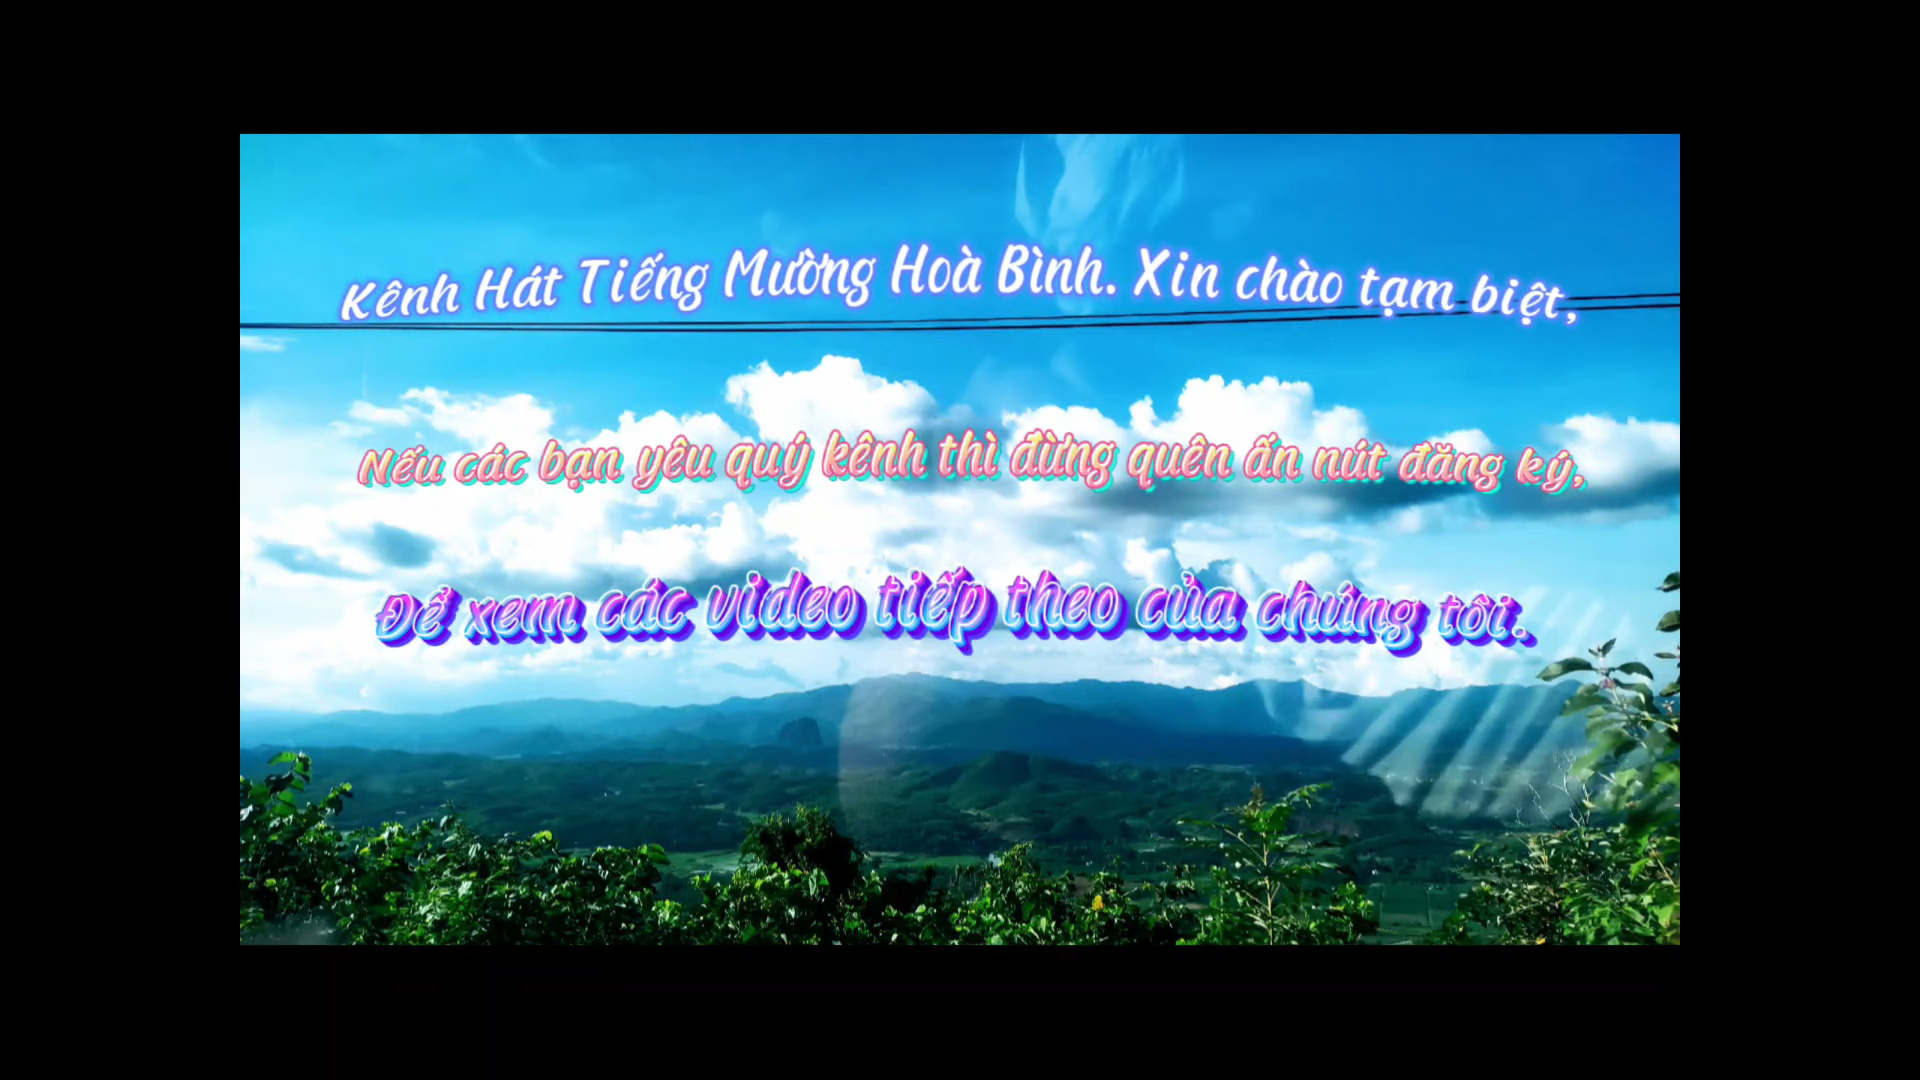 Kênh Hát Tiếng Mường Hoà Bình. Xin chào tạm biệt,
Nếu các bạn yêu quý kênh thì đừng quên ấn nút đăng ký,
Để xem các video tiếp theo của chúng tôi.